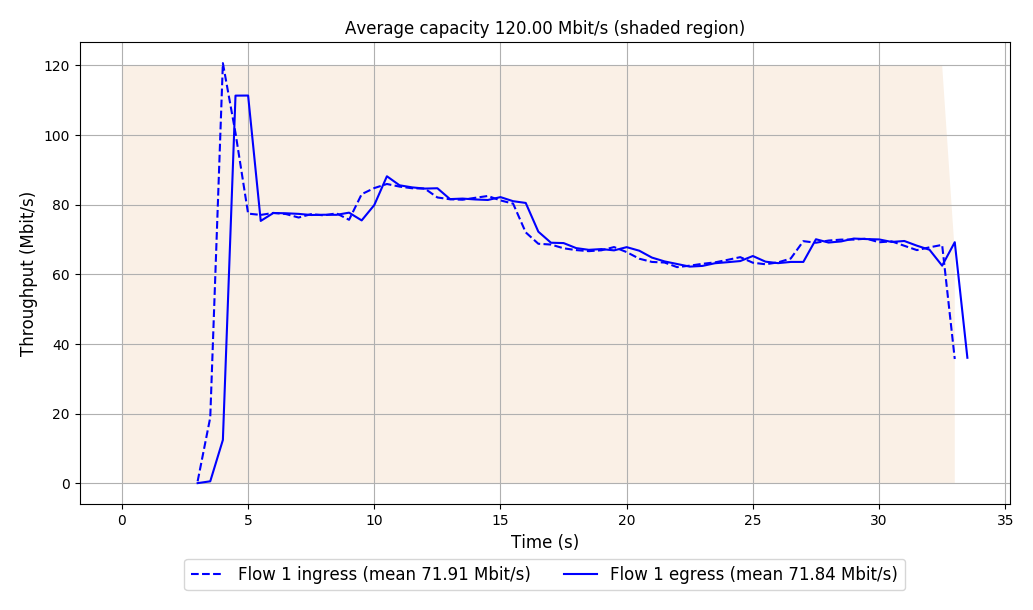 Average capacity 120.00 Mbit/s (shaded region)
120
100
80
60
40
20
0
Throughput (Mbit/s)
0 5 10 15 20 25 30 35
Time (s)
Flow 1 ingress (mean 71.91 Mbit/s) Flow 1 egress (mean 71.84 Mbit/s)